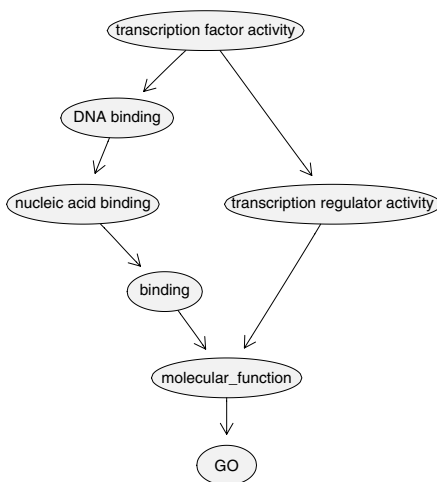 transcription factor activity
DNA binding
nucleic acid binding
transcription regulator activity
binding
molecular_function
GO